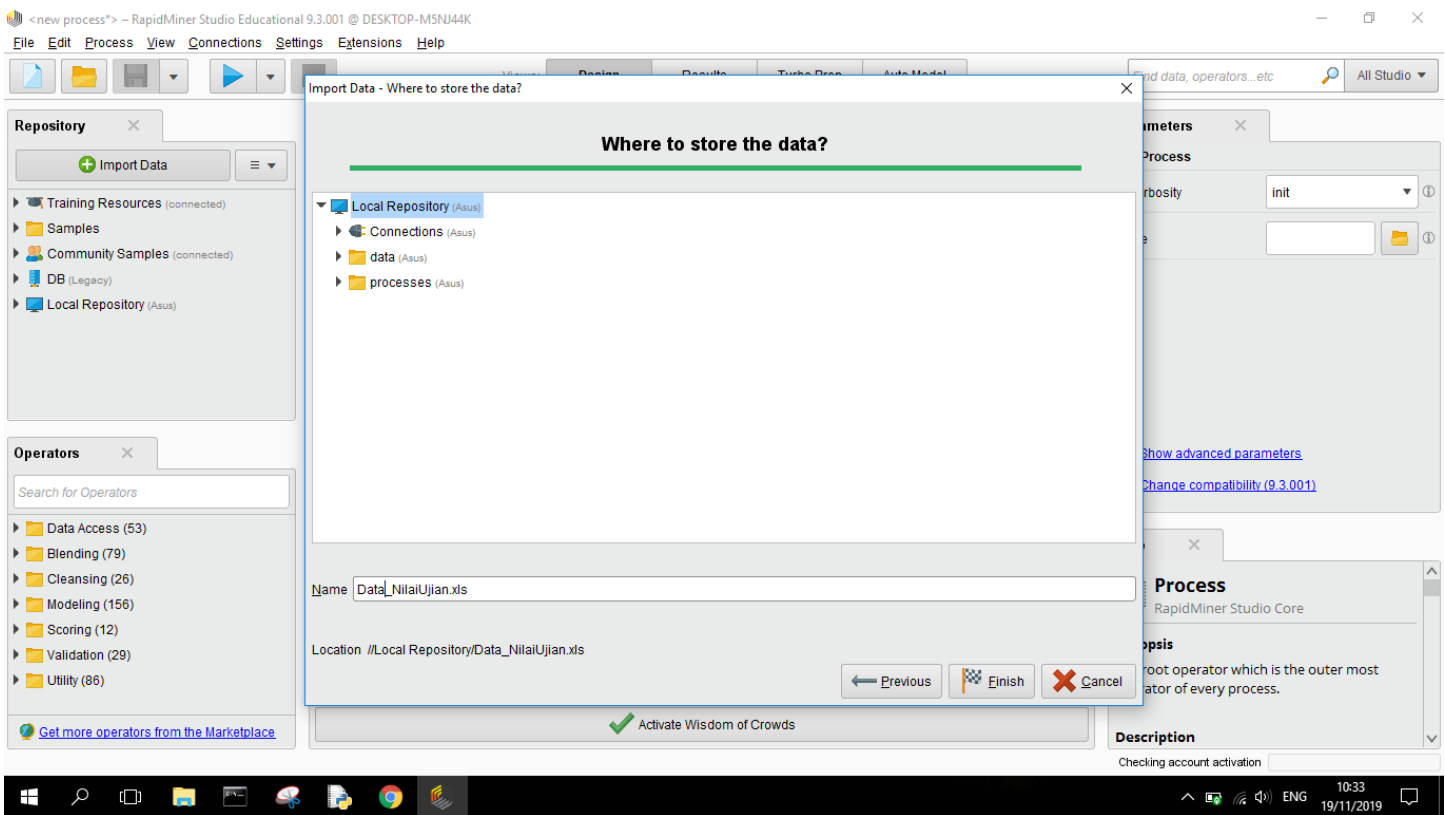 <new process*> – RapidMiner Studio Educational 9.3.001 @ DESKTOP-M5NJ44K
File Edit Process View Connections Settings Extensions Help
Find data, operators...etc All Studio
Import Data - Where to store the data?
Where to store the data?
Local Repository (Asus)
Connections (Asus)
data (Asus)
processes (Asus)
Name Data_NilaiUjian.xls
Location //Local Repository/Data_NilaiUjian.xls
Previous Finish Cancel
Repository
Import Data
Training Resources (connected)
Samples
Community Samples (connected)
DB (Legacy)
Local Repository (Asus)
Operators
Search for Operators
Data Access (53)
Blending (79)
Cleansing (26)
Modeling (156)
Scoring (12)
Validation (29)
Utility (86)
Get more operators from the Marketplace
Activate Wisdom of Crowds
Process
init
Show advanced parameters
Change compatibility (9.3.001)
Process
RapidMiner Studio Core
root operator which is the outer most
of every process.
Description
Checking account activation
ENG
10:33
19/11/2019